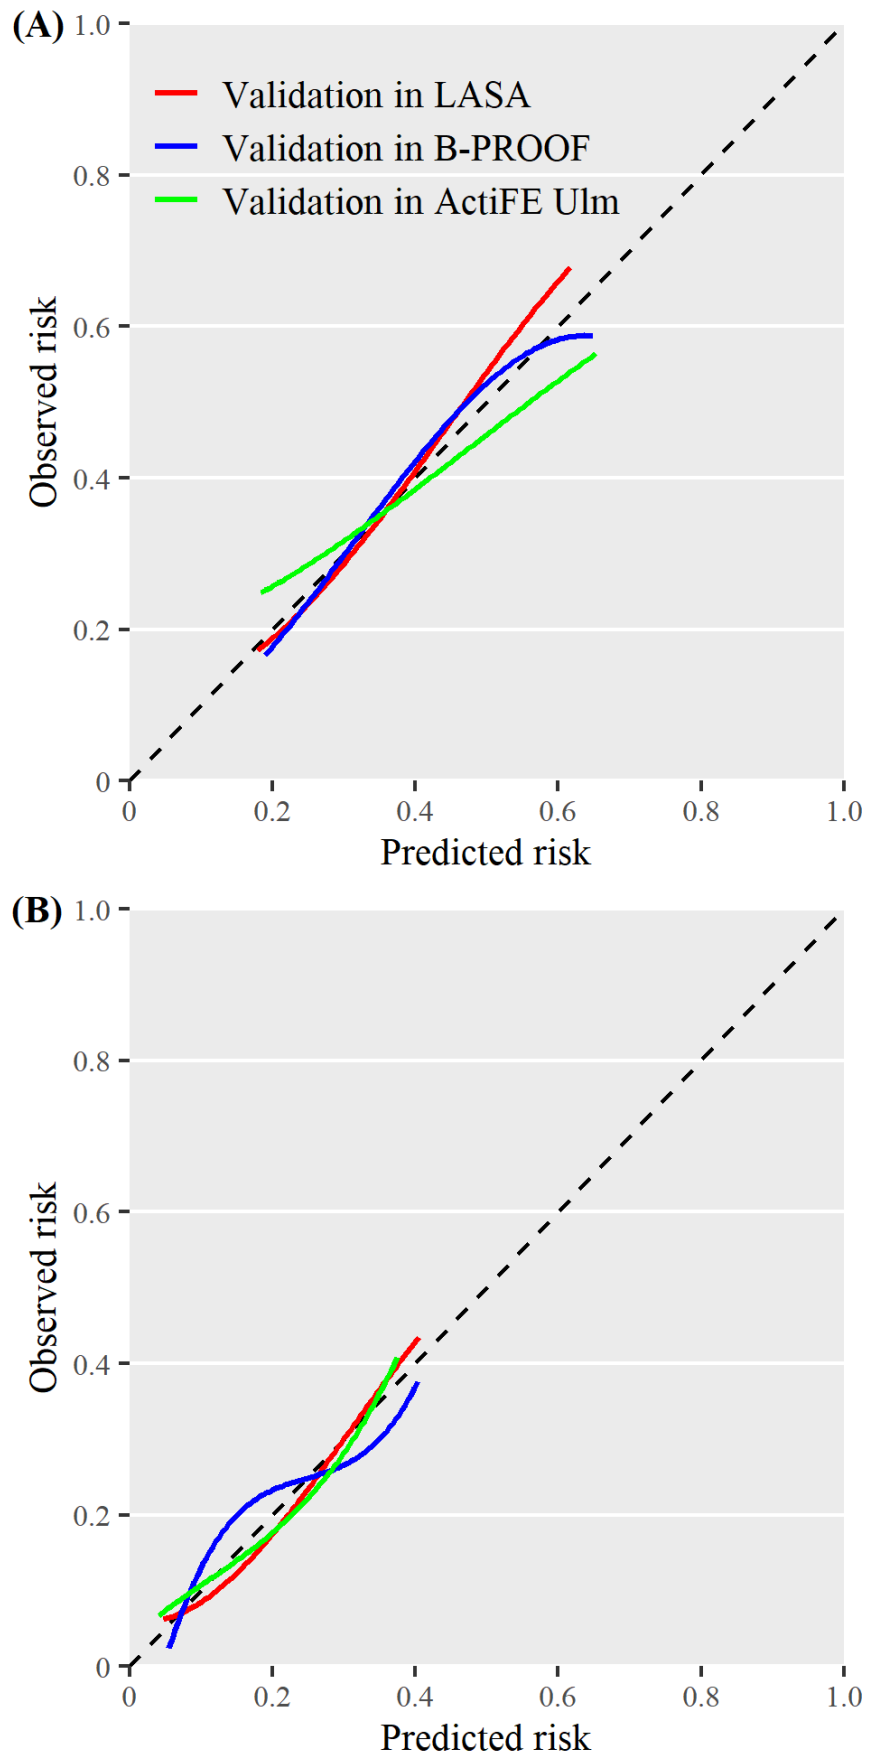 (A)
1.0
Validation in LASA
Validation in B-PROOF
0.8
Validation in ActiFE Ulm
0.6
Observed risk
0.4
0.2
0
0 0.2 0.4 0.6 0.8 1.0
Predicted risk
(B)
1.0
0.8
0.6
Observed risk
0.4
0.2
0
0 0.2 0.4 0.6 0.8 1.0
Predicted risk